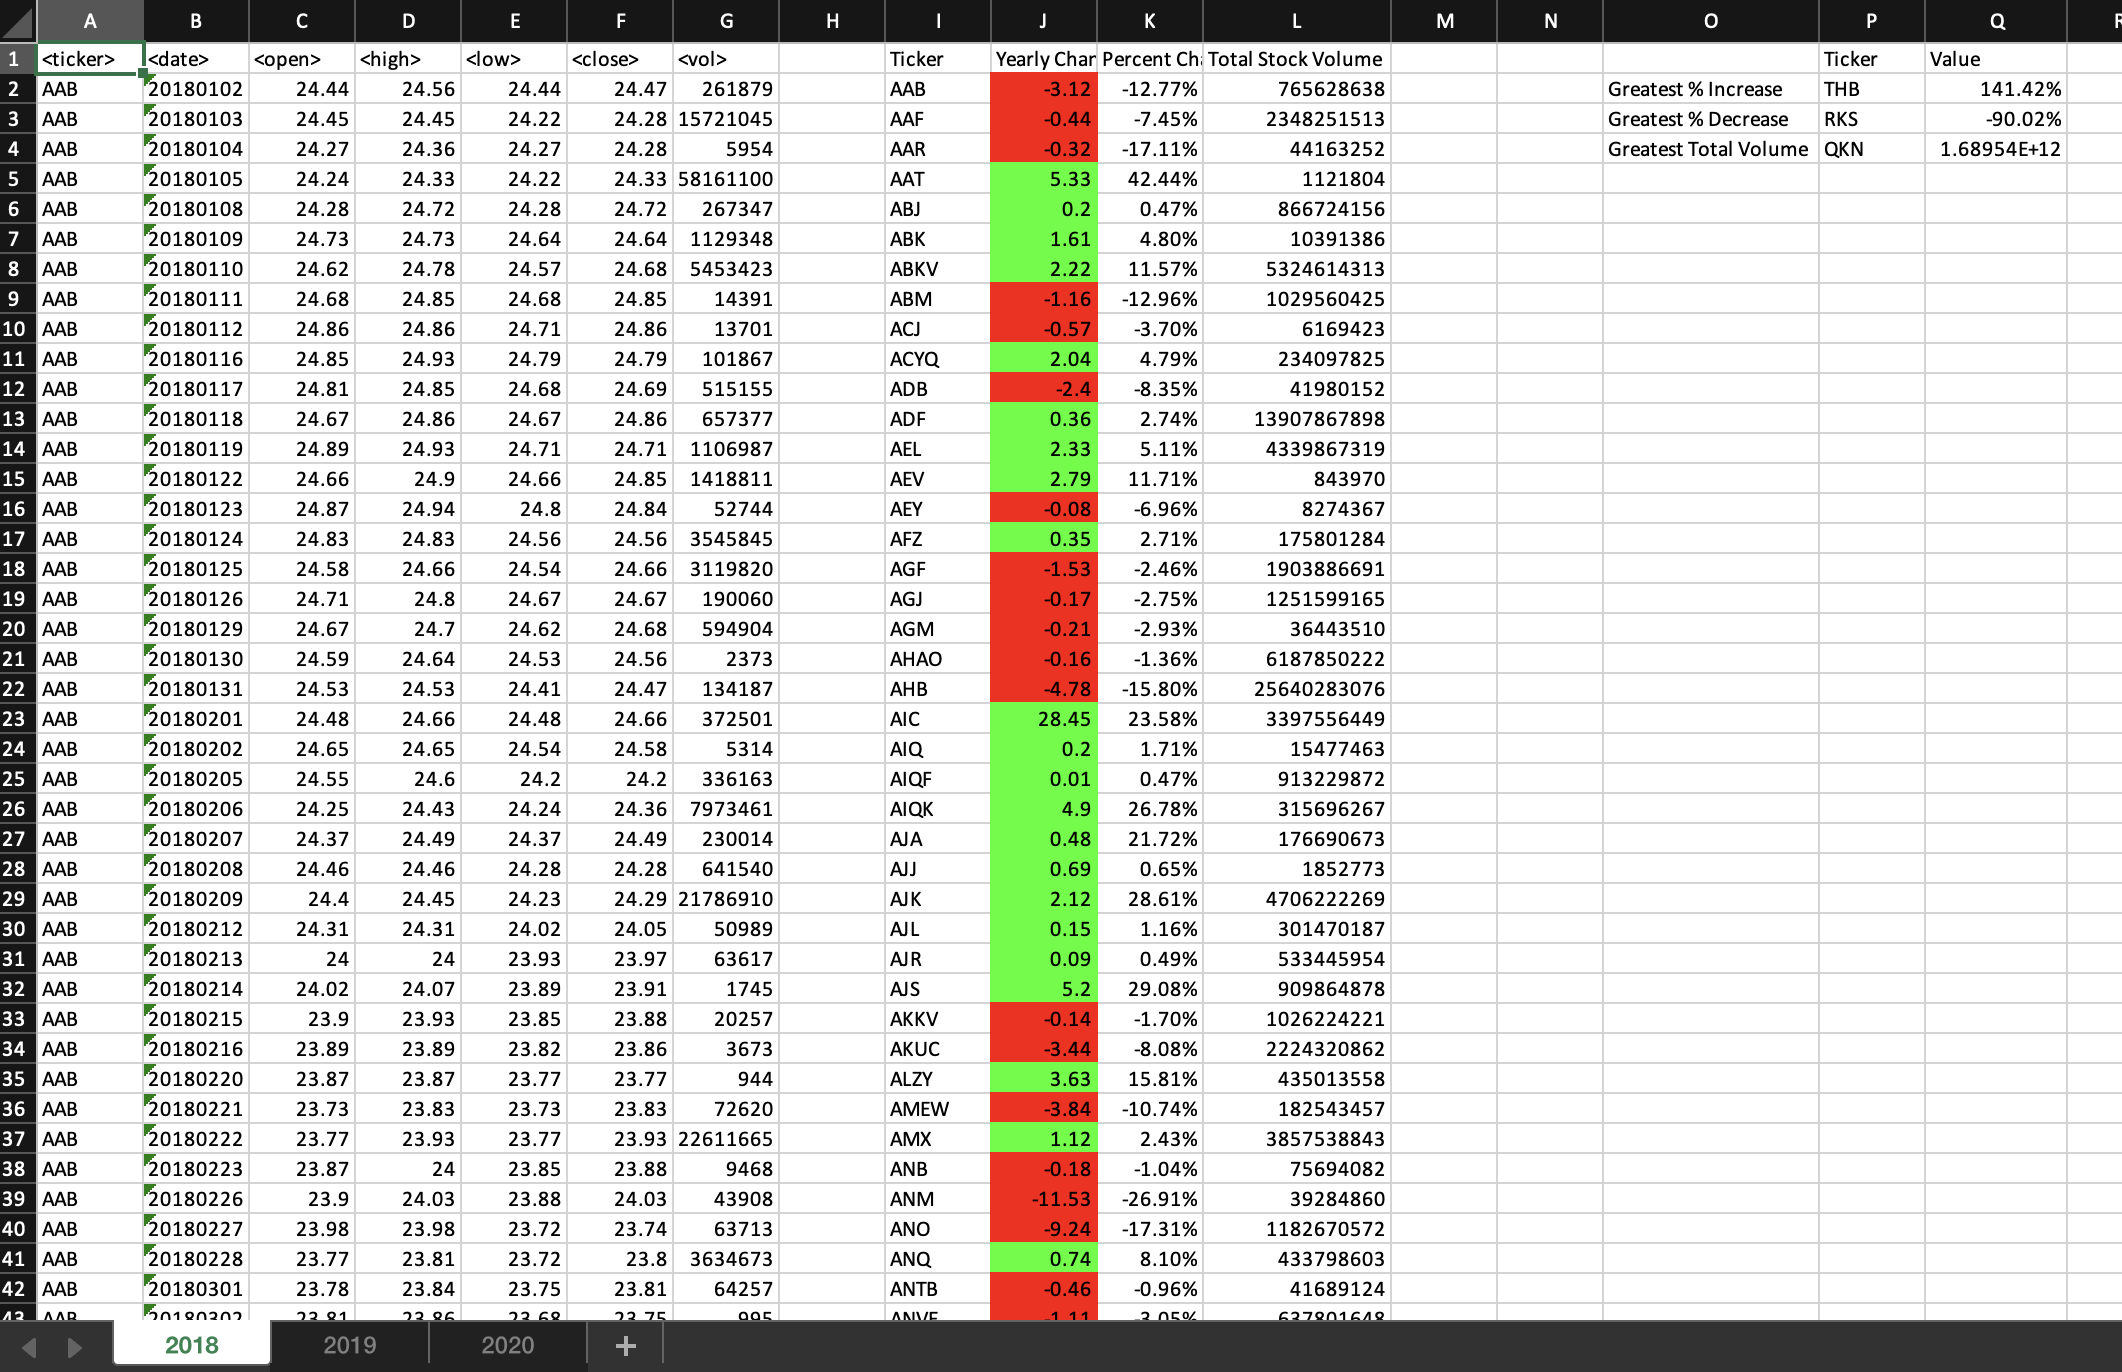 A B C D E F G H I J K L M N O P Q R
1 <ticker> <date> <open> <high> <low> <close> <vol> Ticker Yearly Char Percent Ch Total Stock Volume Ticker Value
2 AAB 20180102 24.44 24.56 24.44 24.47 261879 AAB -3.12 -12.77% 765628638 Greatest % Increase THB 141.42%
3 AAB 20180103 24.45 24.45 24.22 24.28 15721045 AAF -0.44 -7.45% 2348251513 Greatest % Decrease RKS -90.02%
4 AAB 20180104 24.27 24.36 24.27 24.28 5954 AAR -0.32 -17.11% 44163252 Greatest Total Volume QKN 1.68954E+12
5 AAB 20180105 24.24 24.33 24.22 24.33 58161100 AAT 5.33 42.44% 1121804
6 AAB 20180108 24.28 24.72 24.28 24.72 267347 ABJ 0.2 0.47% 866724156
7 AAB 20180109 24.73 24.73 24.64 24.64 1129348 ABK 1.61 4.80% 10391386
8 AAB 20180110 24.62 24.78 24.57 24.68 5453423 ABKV 2.22 11.57% 5324614313
9 AAB 20180111 24.68 24.85 24.68 24.85 14391 ABM -1.16 -12.96% 1029560425
10 AAB 20180112 24.86 24.86 24.71 24.86 13701 ACJ -0.57 -3.70% 6169423
11 AAB 20180116 24.85 24.93 24.79 24.79 101867 ACYQ 2.04 4.79% 234097825
12 AAB 20180117 24.81 24.85 24.68 24.69 515155 ADB -2.4 -8.35% 41980152
13 AAB 20180118 24.67 24.86 24.67 24.86 657377 ADF 0.36 2.74% 13907867898
14 AAB 20180119 24.89 24.93 24.71 24.71 1106987 AEL 2.33 5.11% 4339867319
15 AAB 20180122 24.66 24.9 24.66 24.85 1418811 AEV 2.79 11.71% 843970
16 AAB 20180123 24.87 24.94 24.8 24.84 52744 AEY -0.08 -6.96% 8274367
17 AAB 20180124 24.83 24.83 24.56 24.56 3545845 AFZ 0.35 2.71% 175801284
18 AAB 20180125 24.58 24.66 24.54 24.66 3119820 AGF -1.53 -2.46% 1903886691
19 AAB 20180126 24.71 24.8 24.67 24.67 190060 AGJ -0.17 -2.75% 1251599165
20 AAB 20180129 24.67 24.7 24.62 24.68 594904 AGM -0.21 -2.93% 36443510
21 AAB 20180130 24.59 24.64 24.53 24.56 2373 AHAO -0.16 -1.36% 6187850222
22 AAB 20180131 24.53 24.53 24.41 24.47 134187 AHB -4.78 -15.80% 25640283076
23 AAB 20180201 24.48 24.66 24.48 24.66 372501 AIC 28.45 23.58% 3397556449
24 AAB 20180202 24.65 24.65 24.54 24.58 5314 AIQ 0.2 1.71% 15477463
25 AAB 20180205 24.55 24.6 24.2 24.2 336163 AIQF 0.01 0.47% 913229872
26 AAB 20180206 24.25 24.43 24.24 24.36 7973461 AIQK 4.9 26.78% 315696267
27 AAB 20180207 24.37 24.49 24.37 24.49 230014 AJA 0.48 21.72% 176690673
28 AAB 20180208 24.46 24.46 24.28 24.28 641540 AJJ 0.69 0.65% 1852773
29 AAB 20180209 24.4 24.45 24.23 24.29 21786910 AJK 2.12 28.61% 4706222269
30 AAB 20180212 24.31 24.31 24.02 24.05 50989 AJL 0.15 1.16% 301470187
31 AAB 20180213 24 24 23.93 23.97 63617 AJR 0.09 0.49% 533445954
32 AAB 20180214 24.02 24.07 23.89 23.91 1745 AJS 5.2 29.08% 909864878
33 AAB 20180215 23.9 23.93 23.85 23.88 20257 AKKV -0.14 -1.70% 1026224221
34 AAB 20180216 23.89 23.89 23.82 23.86 3673 AKUC -3.44 -8.08% 2224320862
35 AAB 20180220 23.87 23.87 23.77 23.77 944 ALZY 3.63 15.81% 435013558
36 AAB 20180221 23.73 23.83 23.73 23.83 72620 AMEW -3.84 -10.74% 182543457
37 AAB 20180222 23.77 23.93 23.77 23.93 22611665 AMX 1.12 2.43% 3857538843
38 AAB 20180223 23.87 24 23.85 23.88 9468 ANB -0.18 -1.04% 75694082
39 AAB 20180226 23.9 24.03 23.88 24.03 43908 ANM -11.53 -26.91% 39284860
40 AAB 20180227 23.98 23.98 23.72 23.74 63713 ANO -9.24 -17.31% 1182670572
41 AAB 20180228 23.77 23.81 23.72 23.8 3634673 ANQ 0.74 8.10% 433798603
42 AAB 20180301 23.78 23.84 23.75 23.81 64257 ANTB -0.46 -0.96% 41689124
43 AAB 20180302 23.81 23.86 23.68 23.75 995 -1.11 -3.05% 637801648
2018 2019 2020 +